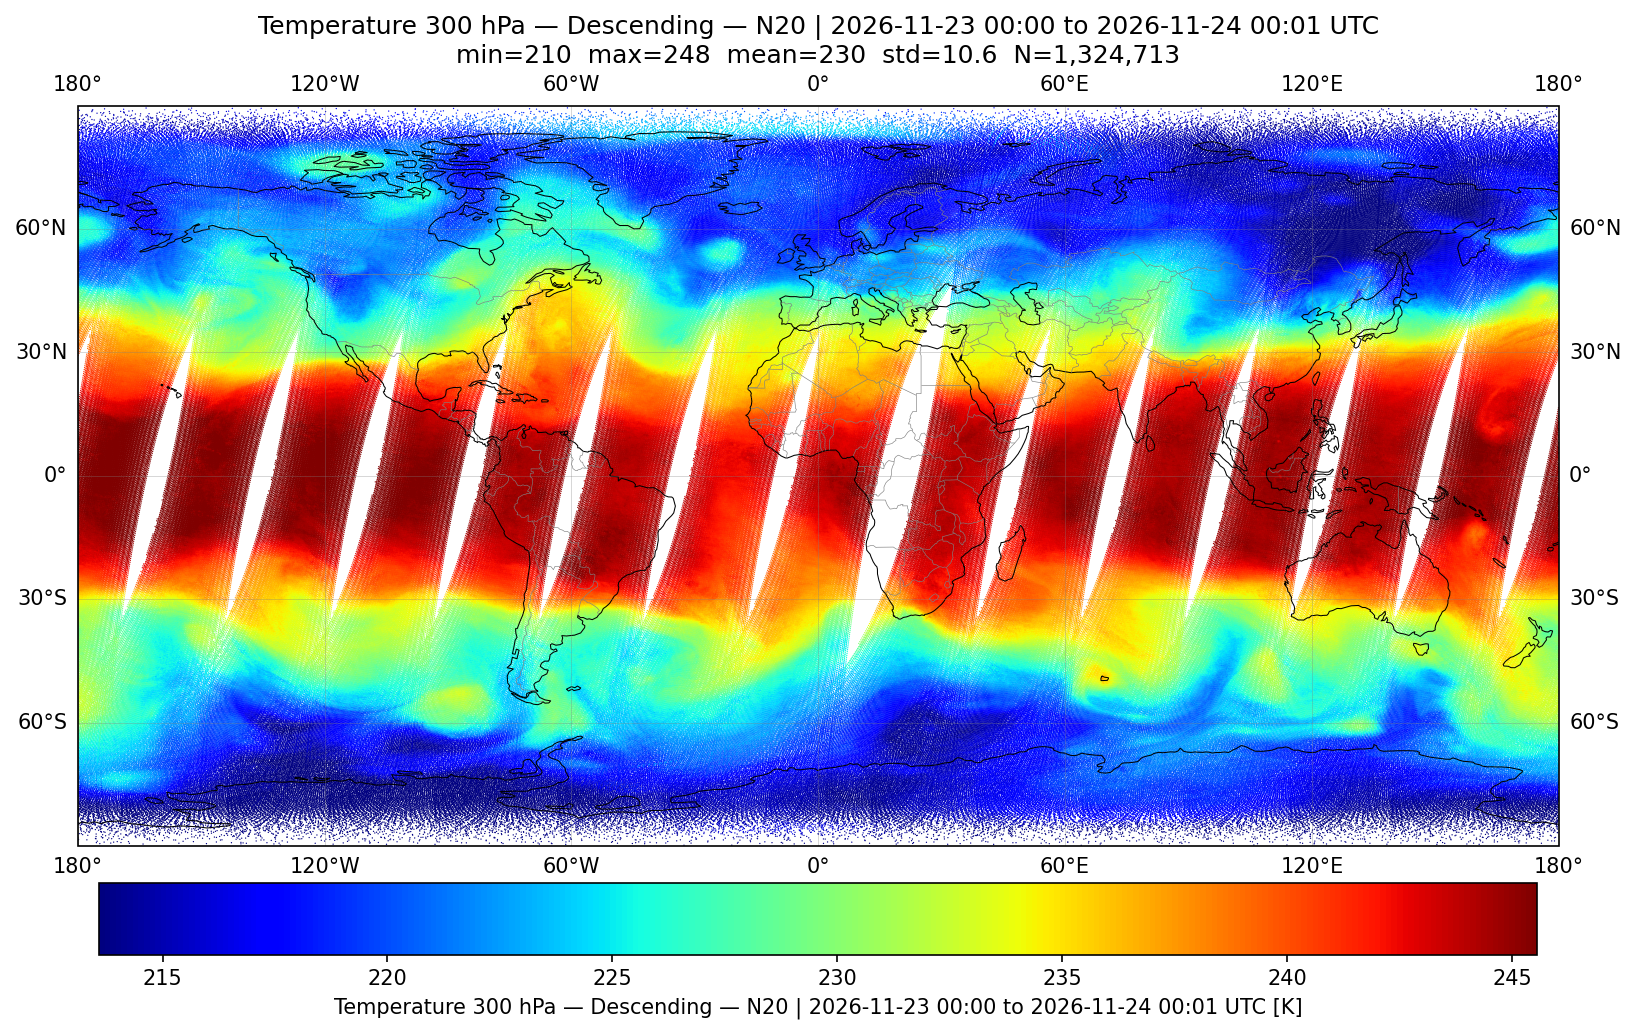 Temperature 300 hPa — Descending — N20 | 2026-11-23 00:00 to 2026-11-24 00:01 UTC
min=210  max=248  mean=230  std=10.6  N=1,324,713
180° 120°W 60°W 0° 60°E 120°E 180°
60°N 60°N
30°N 30°N
0° 0°
30°S 30°S
60°S 60°S
180° 120°W 60°W 0° 60°E 120°E 180°
215 220 225 230 235 240 245
Temperature 300 hPa — Descending — N20 | 2026-11-23 00:00 to 2026-11-24 00:01 UTC [K]